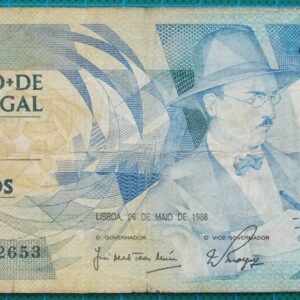 O•DE
GAL
OS
LISBOA, 26 DE MAIO DE 1988
O GOVERNADOR
O VICE-GOVERNADOR
2653